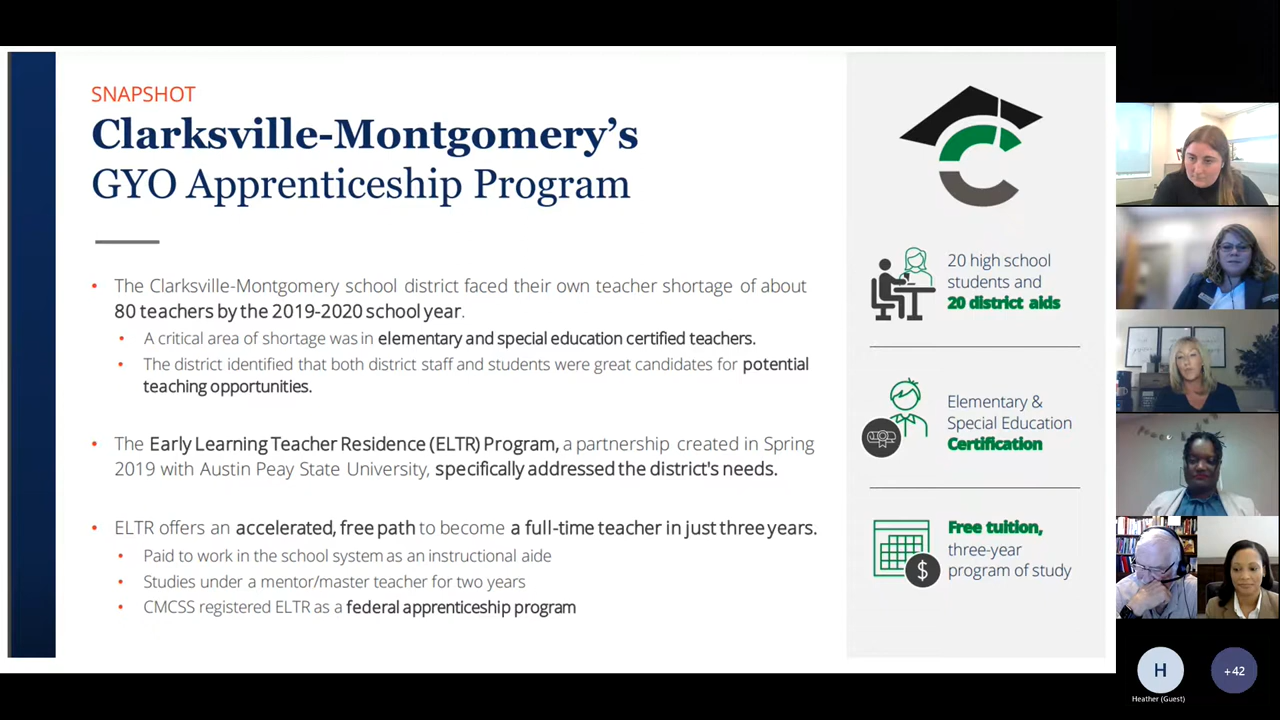 SNAPSHOT
Clarksville-Montgomery's
GYO Apprenticeship Program
• The Clarksville-Montgomery school district faced their own teacher shortage of about
80 teachers by the 2019-2020 school year.
• A critical area of shortage was in elementary and special education certified teachers.
• The district identified that both district staff and students were great candidates for potential
teaching opportunities.
• The Early Learning Teacher Residence (ELTR) Program, a partnership created in Spring
2019 with Austin Peay State University, specifically addressed the district's needs.
• ELTR offers an accelerated, free path to become a full-time teacher in just three years.
• Paid to work in the school system as an instructional aide
• Studies under a mentor/master teacher for two years
• CMCSS registered ELTR as a federal apprenticeship program
20 high school
students and
20 district aids
Elementary &
Special Education
Certification
$
Free tuition,
three-year
program of study
H
+42
Heather (Guest)